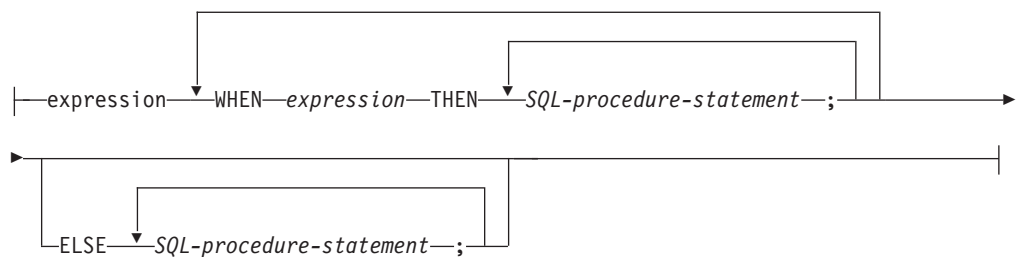 expression WHEN expression THEN SQL-procedure-statement ;
ELSE SQL-procedure-statement ;